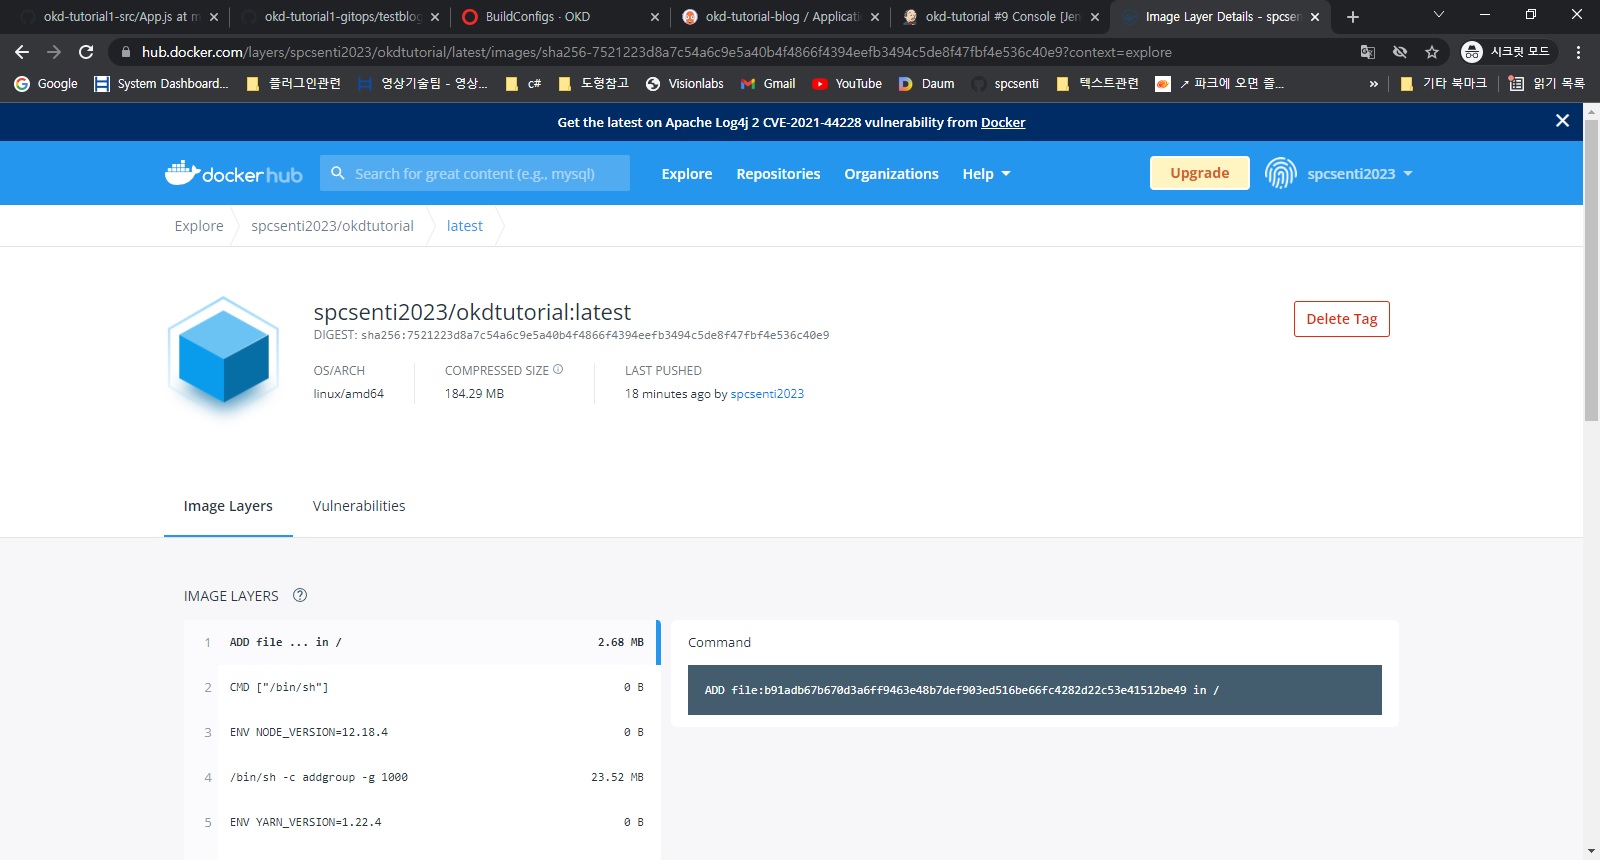 okd-tutorial1-src/App.js at m
okd-tutorial1-gitops/testblog
BuildConfigs · OKD
okd-tutorial-blog / Applicati
okd-tutorial #9 Console [Jen
Image Layer Details - spcsen
hub.docker.com/layers/spcsenti2023/okdtutorial/latest/images/sha256-7521223d8a7c54a6c9e5a40b4f4866f4394eefb3494c5de8f47fbf4e536c40e9?context=explore
시크릿 모드
Google
System Dashboard...
플러그인관련
영상기술팀 - 영상...
c#
도형참고
Visionlabs
Gmail
YouTube
Daum
spcsenti
텍스트관련
↗ 파크에 오면 즐...
»
기타 북마크
읽기 목록
Get the latest on Apache Log4j 2 CVE-2021-44228 vulnerability from Docker
docker hub
Search for great content (e.g., mysql)
Explore
Repositories
Organizations
Help
Upgrade
spcsenti2023
Explore
spcsenti2023/okdtutorial
latest
spcsenti2023/okdtutorial:latest
DIGEST: sha256:7521223d8a7c54a6c9e5a40b4f4866f4394eefb3494c5de8f47fbf4e536c40e9
Delete Tag
OS/ARCH
linux/amd64
COMPRESSED SIZE
184.29 MB
LAST PUSHED
18 minutes ago by spcsenti2023
Image Layers
Vulnerabilities
IMAGE LAYERS ?
1 ADD file ... in / 2.68 MB
2 CMD ["/bin/sh"] 0 B
3 ENV NODE_VERSION=12.18.4 0 B
4 /bin/sh -c addgroup -g 1000 23.52 MB
5 ENV YARN_VERSION=1.22.4 0 B
Command
ADD file:b91adb67b670d3a6ff9463e48b7def903ed516be66fc4282d22c53e41512be49 in /